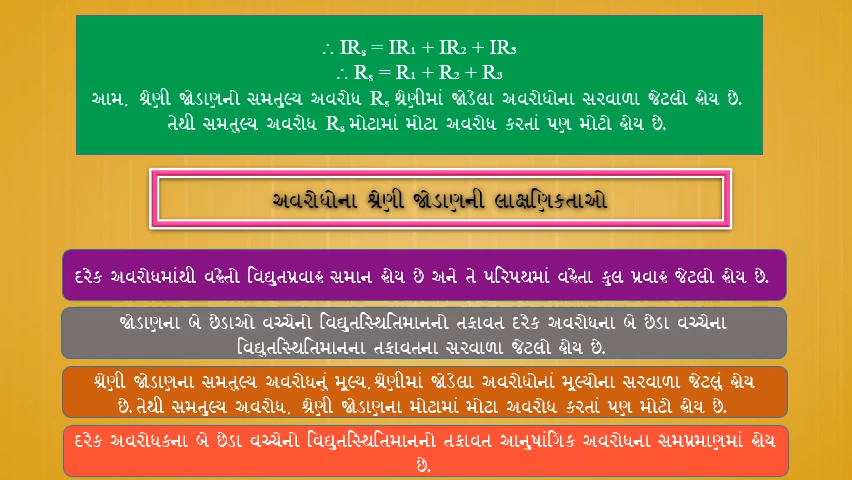 ∴ IRₛ = IR₁ + IR₂ + IR₃
∴ Rₛ = R₁ + R₂ + R₃
આમ, શ્રેણી જોડાણનો સમતુલ્ય અવરોધ Rₛ શ્રેણીમાં જોડેલા અવરોધોના સરવાળા જેટલો હોય છે.
તેથી સમતુલ્ય અવરોધ Rₛ મોટામાં મોટા અવરોધ કરતાં પણ મોટો હોય છે.
અવરોધોના શ્રેણી જોડાણની લાક્ષણિકતાઓ
દરેક અવરોધમાંથી વહેતો વિદ્યુતપ્રવાહ સમાન હોય છે અને તે પરિપથમાં વહેતા કુલ પ્રવાહ જેટલો હોય છે.
જોડાણના બે છેડાઓ વચ્ચેનો વિદ્યુતસ્થિતિમાનનો તફાવત દરેક અવરોધના બે છેડા વચ્ચેના
વિદ્યુતસ્થિતિમાનના તફાવતના સરવાળા જેટલો હોય છે.
શ્રેણી જોડાણના સમતુલ્ય અવરોધનું મૂલ્ય, શ્રેણીમાં જોડેલા અવરોધોનાં મૂલ્યોના સરવાળા જેટલું હોય
છે. તેથી સમતુલ્ય અવરોધ, શ્રેણી જોડાણના મોટામાં મોટા અવરોધ કરતાં પણ મોટો હોય છે.
દરેક અવરોધકના બે છેડા વચ્ચેનો વિદ્યુતસ્થિતિમાનનો તફાવત આનુષાંગિક અવરોધના સમપ્રમાણમાં હોય
છે.